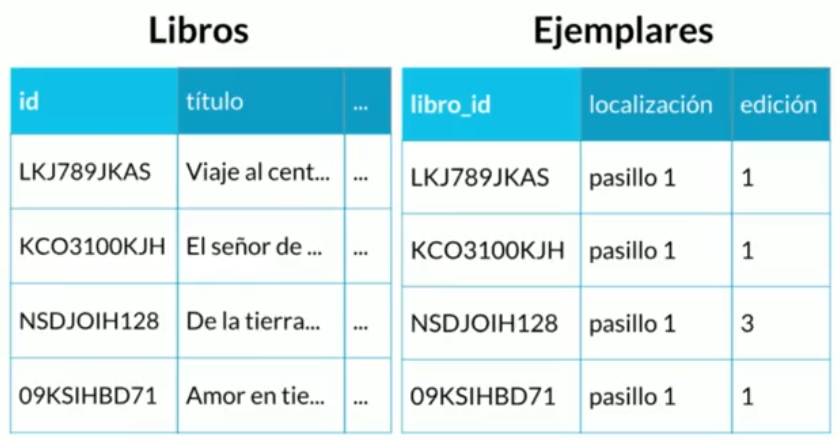 Libros
id título ...
LKJ789JKAS Viaje al cent... ...
KCO3100KJH El señor de ... ...
NSDJOIH128 De la tierra... ...
09KSIHBD71 Amor en tie... ...
Ejemplares
libro_id localización edición
LKJ789JKAS pasillo 1 1
KCO3100KJH pasillo 1 1
NSDJOIH128 pasillo 1 3
09KSIHBD71 pasillo 1 1